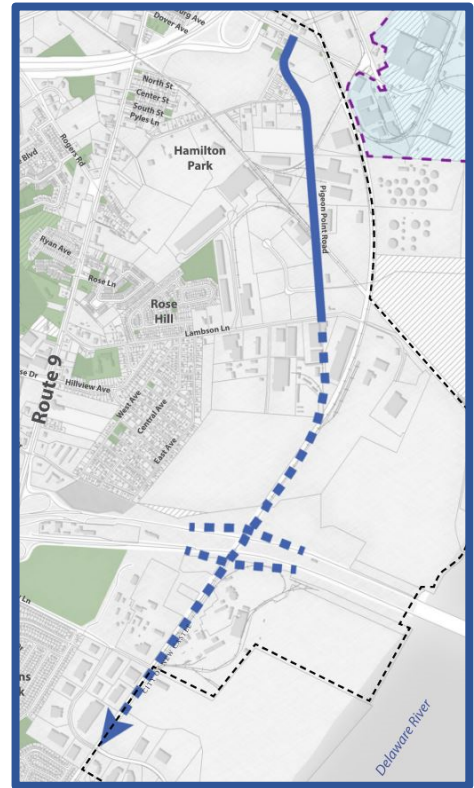 Dover Ave
North St
Center St
South St
Pyles Ln
Rogers Rd
Blvd
Hamilton
Park
Pigeon Point Road
Ryan Ave
Rose Ln
Rose
Hill
Lambson Ln
Route 9
Hillview Ave
West Ave
Central Ave
East Ave
Delaware River